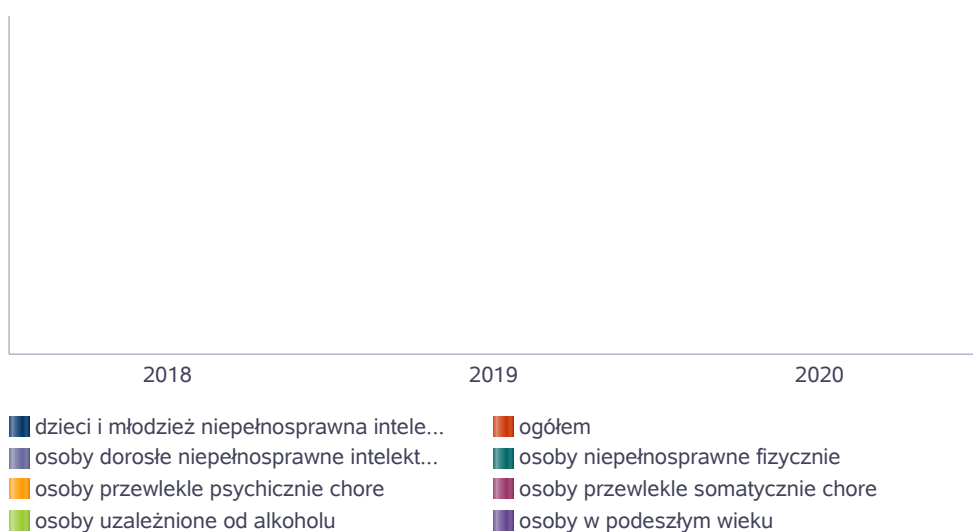 2018 2019 2020
dzieci i młodzież niepełnosprawna intele... ogółem
osoby dorosłe niepełnosprawne intelekt... osoby niepełnosprawne fizycznie
osoby przewlekle psychicznie chore osoby przewlekle somatycznie chore
osoby uzależnione od alkoholu osoby w podeszłym wieku